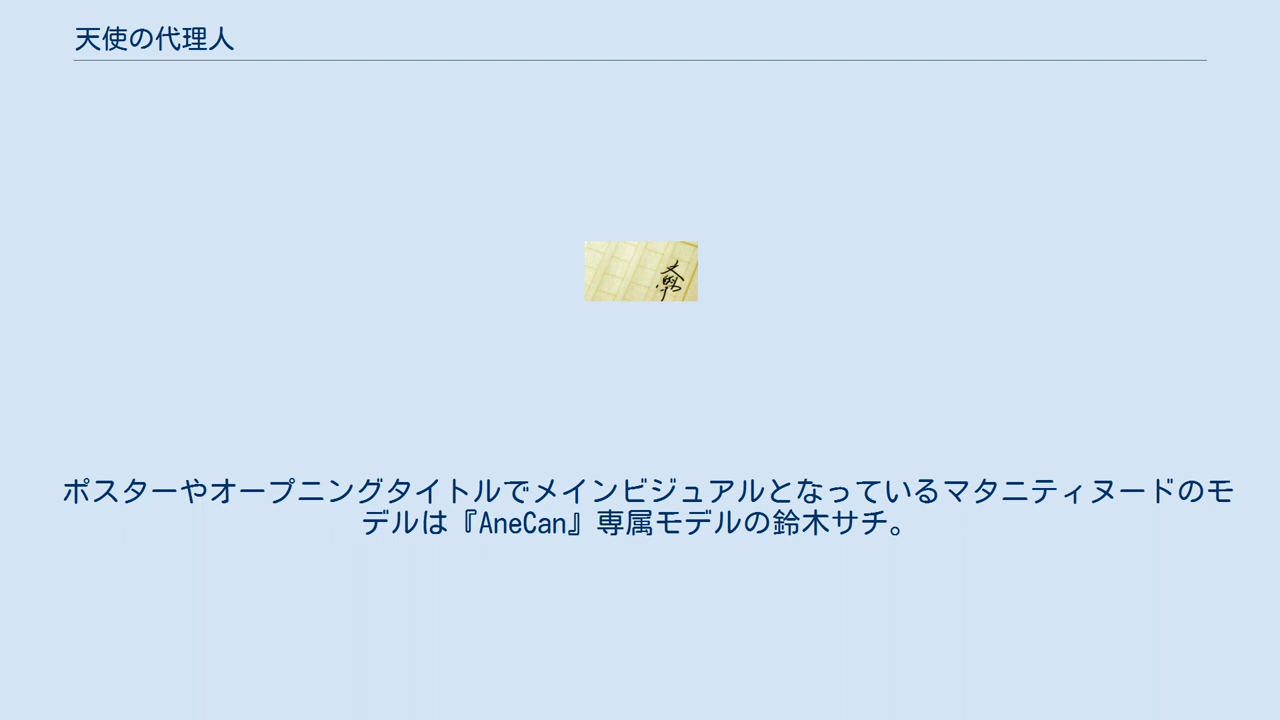 天使の代理人
ポスターやオープニングタイトルでメインビジュアルとなっているマタニティヌードのモ
デルは『AneCan』専属モデルの鈴木サチ。